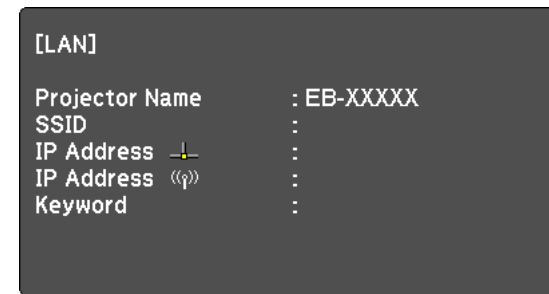 [LAN]
Projector Name : EB-XXXXX
SSID :
IP Address :
IP Address :
Keyword :